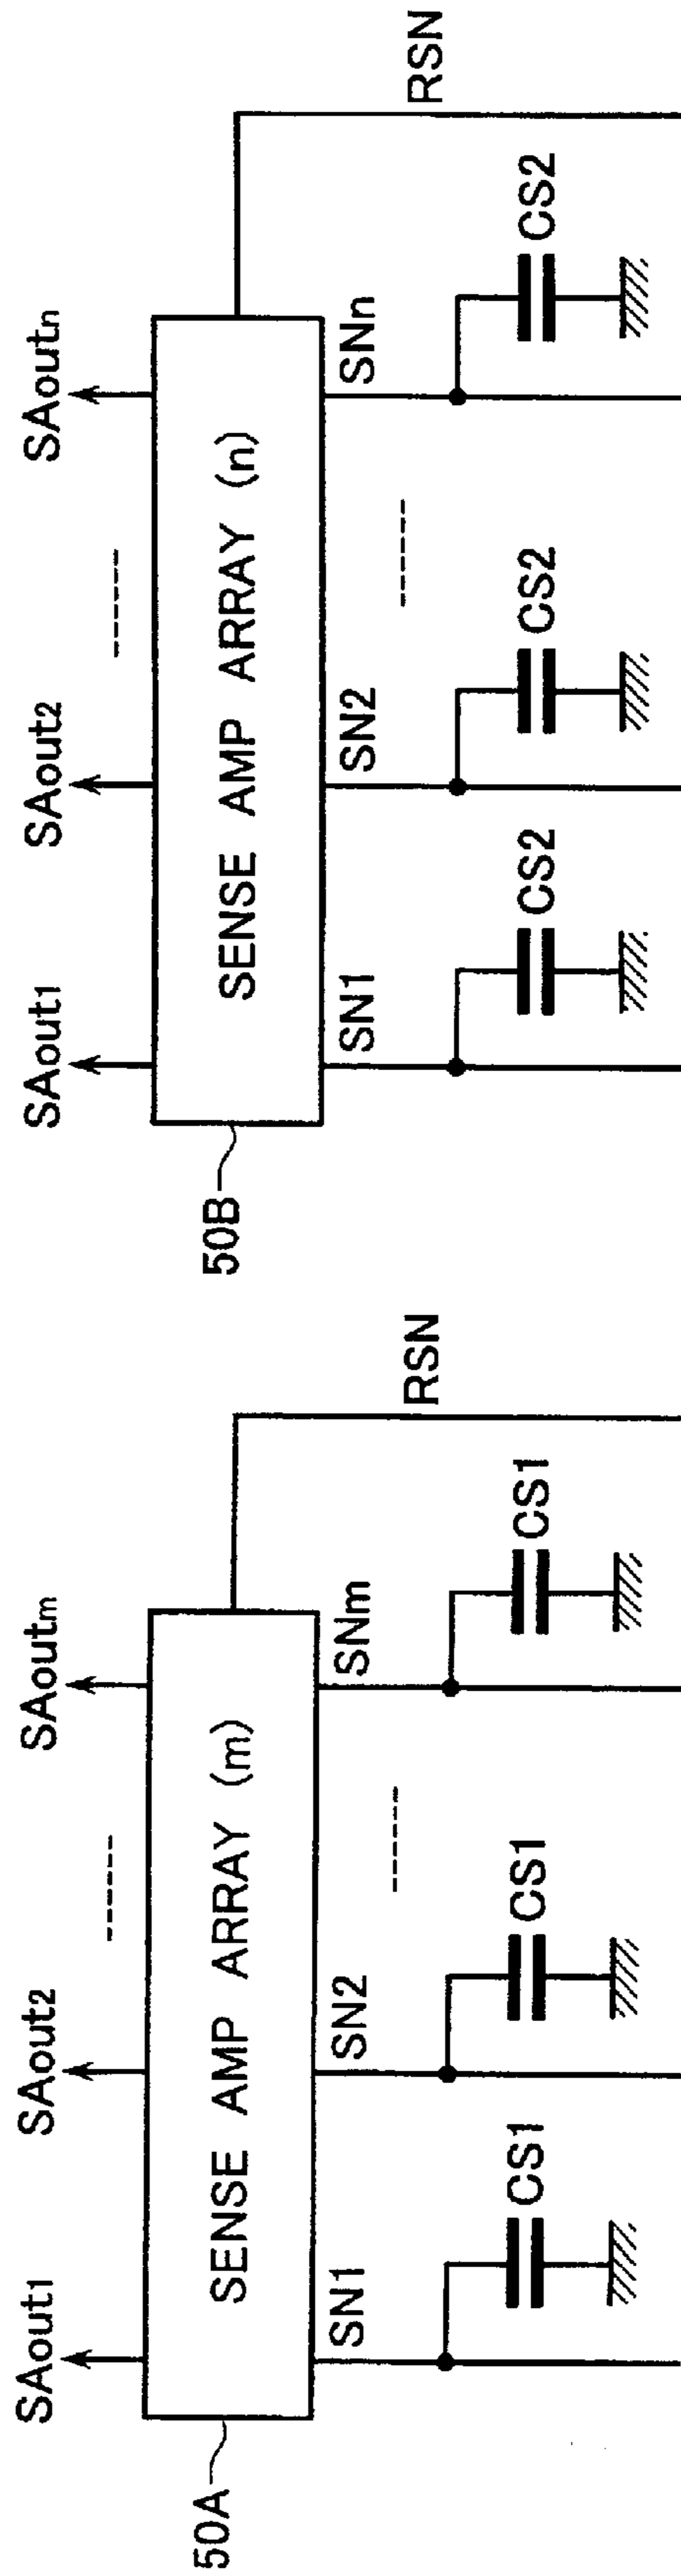 SAout1 SAout2 ----- SAoutm
50A SENSE AMP ARRAY (m)
SN1 SN2 ----- SNm RSN
CS1 CS1 CS1
SAout1 SAout2 ----- SAoutn
50B SENSE AMP ARRAY (n)
SN1 SN2 ----- SNn RSN
CS2 CS2 CS2